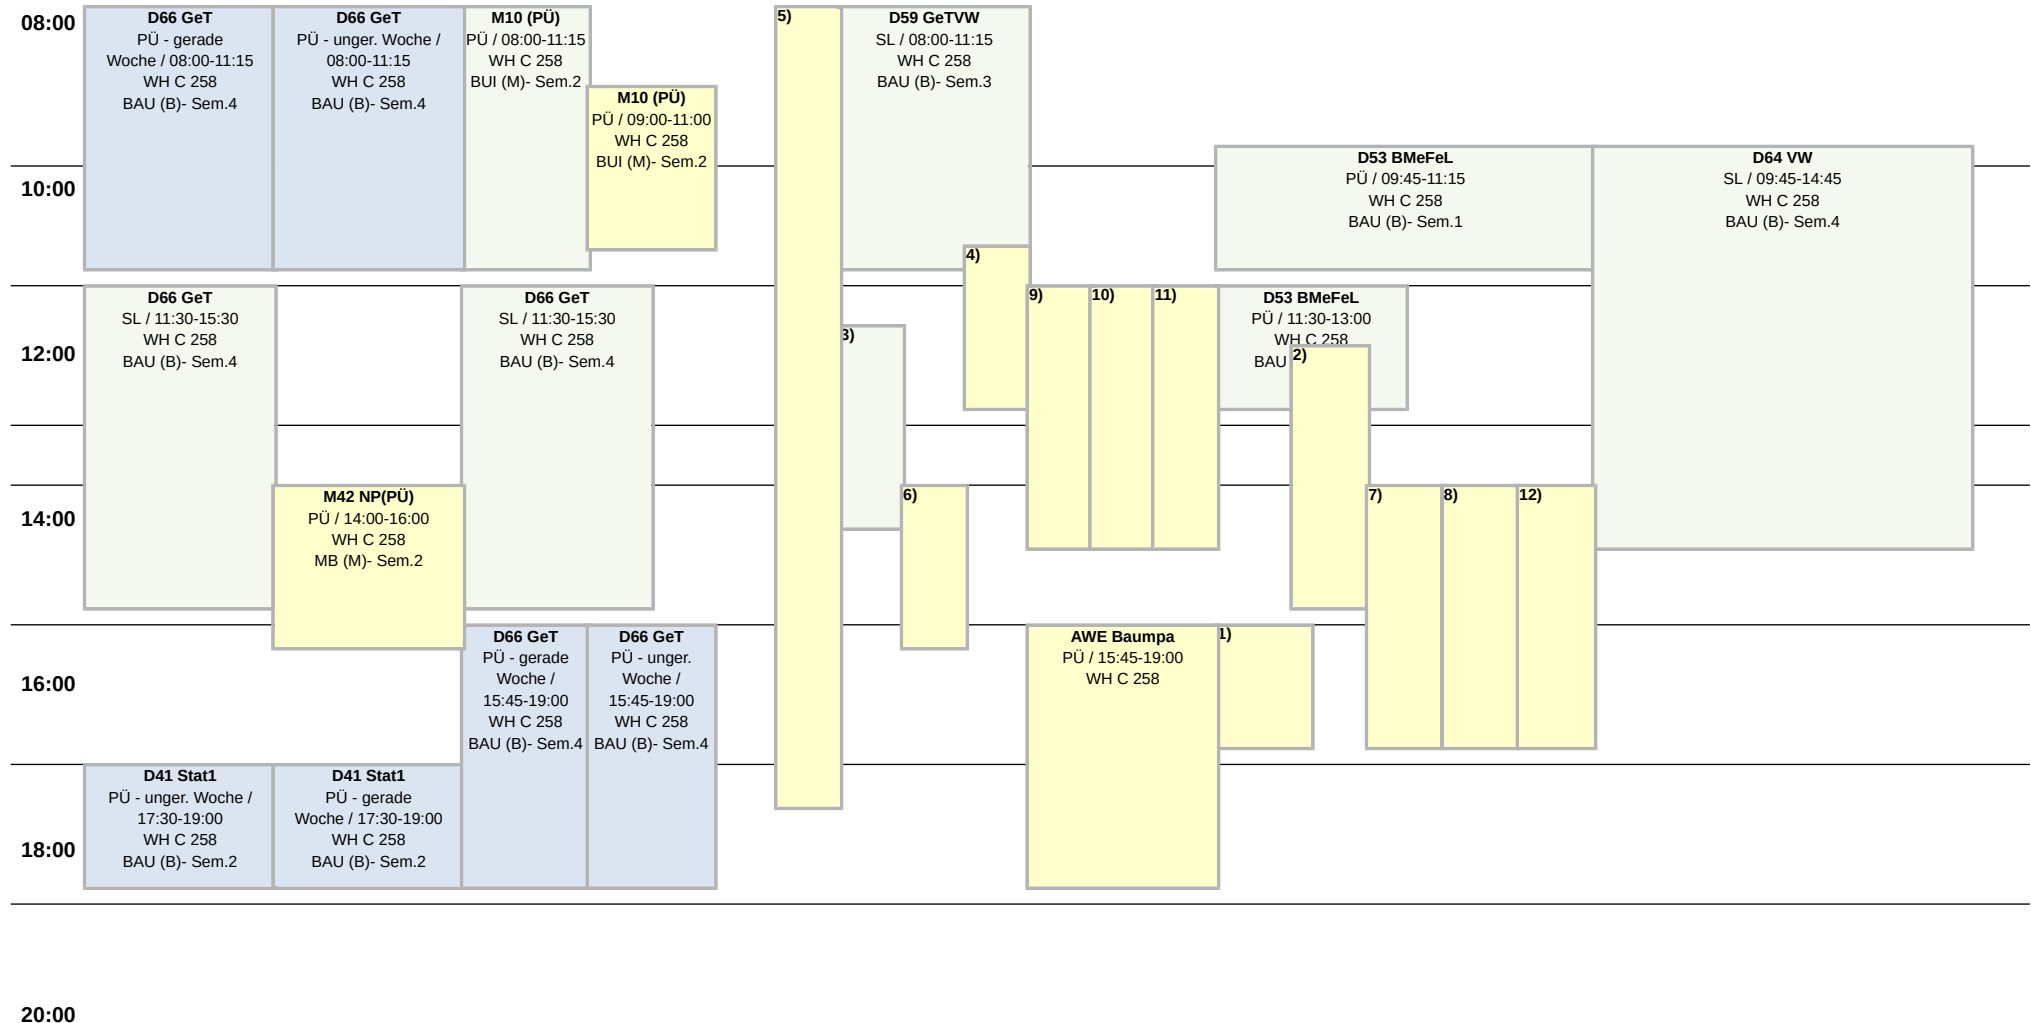 08:00
D66 GeT
PÜ - gerade
Woche / 08:00-11:15
WH C 258
BAU (B)- Sem.4
D66 GeT
PÜ - unger. Woche /
08:00-11:15
WH C 258
BAU (B)- Sem.4
M10 (PÜ)
PÜ / 08:00-11:15
WH C 258
BUI (M)- Sem.2
M10 (PÜ)
PÜ / 09:00-11:00
WH C 258
BUI (M)- Sem.2
5)
D59 GeTVW
SL / 08:00-11:15
WH C 258
BAU (B)- Sem.3
D53 BMeFeL
PÜ / 09:45-11:15
WH C 258
BAU (B)- Sem.1
D64 VW
SL / 09:45-14:45
WH C 258
BAU (B)- Sem.4
10:00
4)
D66 GeT
SL / 11:30-15:30
WH C 258
BAU (B)- Sem.4
D66 GeT
SL / 11:30-15:30
WH C 258
BAU (B)- Sem.4
9)
10)
11)
D53 BMeFeL
PÜ / 11:30-13:00
WH C 258
BAU
3)
2)
12:00
M42 NP(PÜ)
PÜ / 14:00-16:00
WH C 258
MB (M)- Sem.2
6)
7)
8)
12)
14:00
D66 GeT
PÜ - gerade
Woche /
15:45-19:00
WH C 258
BAU (B)- Sem.4
D66 GeT
PÜ - unger.
Woche /
15:45-19:00
WH C 258
BAU (B)- Sem.4
AWE Baumpa
PÜ / 15:45-19:00
WH C 258
1)
16:00
D41 Stat1
PÜ - unger. Woche /
17:30-19:00
WH C 258
BAU (B)- Sem.2
D41 Stat1
PÜ - gerade
Woche / 17:30-19:00
WH C 258
BAU (B)- Sem.2
18:00
20:00